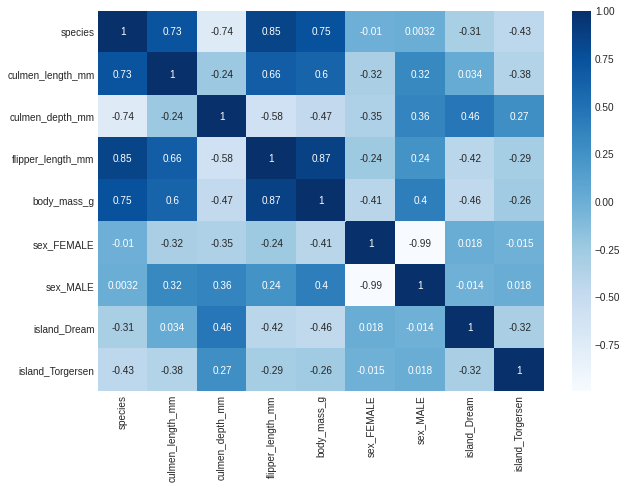 species 1 0.73 -0.74 0.85 0.75 -0.01 0.0032 -0.31 -0.43
culmen_length_mm 0.73 1 -0.24 0.66 0.6 -0.32 0.32 0.034 -0.38
culmen_depth_mm -0.74 -0.24 1 -0.58 -0.47 -0.35 0.36 0.46 0.27
flipper_length_mm 0.85 0.66 -0.58 1 0.87 -0.24 0.24 -0.42 -0.29
body_mass_g 0.75 0.6 -0.47 0.87 1 -0.41 0.4 -0.46 -0.26
sex_FEMALE -0.01 -0.32 -0.35 -0.24 -0.41 1 -0.99 0.018 -0.015
sex_MALE 0.0032 0.32 0.36 0.24 0.4 -0.99 1 -0.014 0.018
island_Dream -0.31 0.034 0.46 -0.42 -0.46 0.018 -0.014 1 -0.32
island_Torgersen -0.43 -0.38 0.27 -0.29 -0.26 -0.015 0.018 -0.32 1
species
culmen_length_mm
culmen_depth_mm
flipper_length_mm
body_mass_g
sex_FEMALE
sex_MALE
island_Dream
island_Torgersen
1.00
0.75
0.50
0.25
0.00
-0.25
-0.50
-0.75